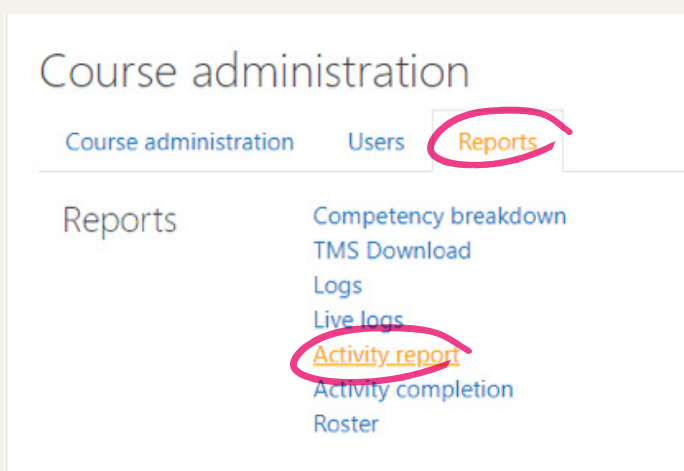 Course administration
Course administration Users Reports
Reports
Competency breakdown
TMS Download
Logs
Live logs
Activity report
Activity completion
Roster